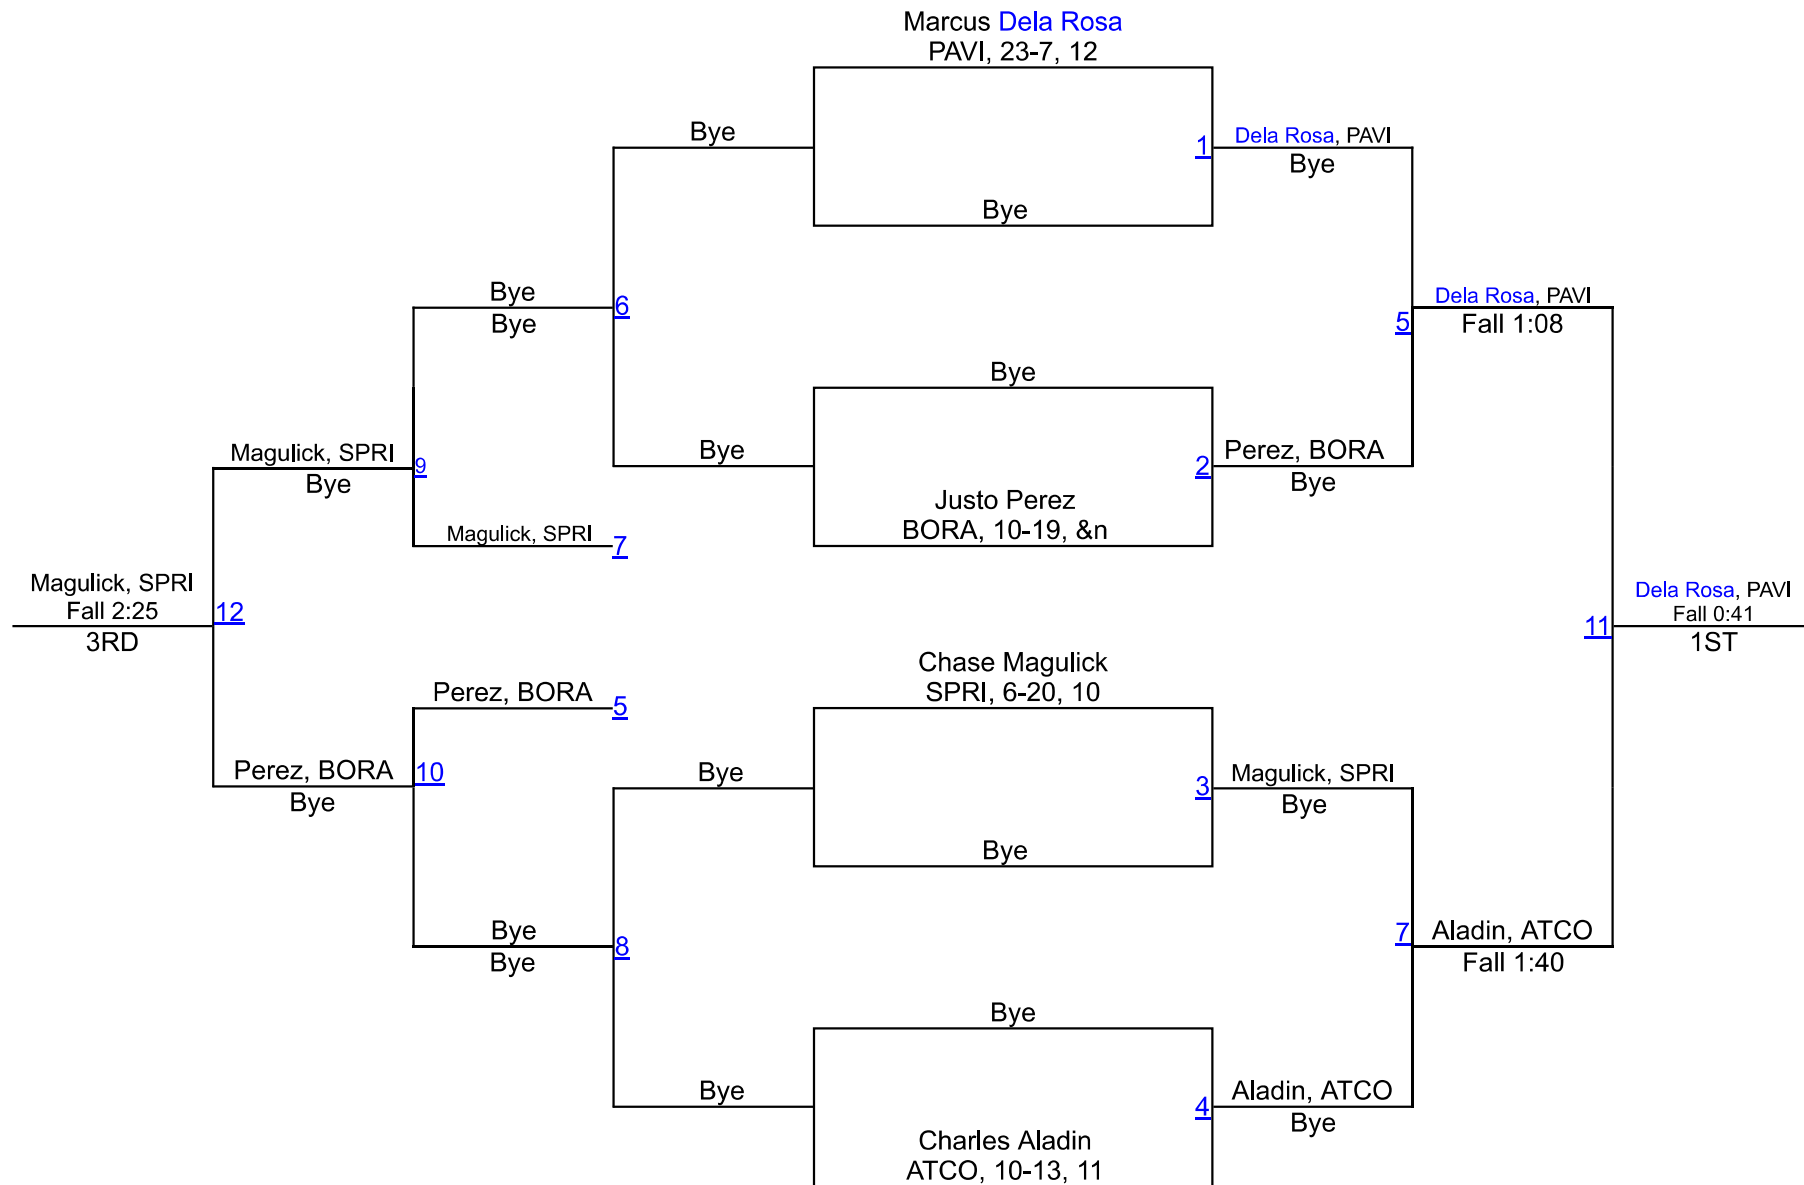 Marcus Dela Rosa
PAVI, 23-7, 12
Bye
1
Dela Rosa, PAVI
Bye
Bye
Bye
Bye
6
Dela Rosa, PAVI
Fall 1:08
5
Bye
Magulick, SPRI
Bye
9
Bye
2
Perez, BORA
Bye
Justo Perez
BORA, 10-19, &n
Magulick, SPRI
7
Magulick, SPRI
Fall 2:25
3RD
12
11
Dela Rosa, PAVI
Fall 0:41
1ST
Chase Magulick
SPRI, 6-20, 10
Perez, BORA
5
Perez, BORA
Bye
10
Bye
3
Magulick, SPRI
Bye
Bye
Bye
Bye
8
7
Aladin, ATCO
Fall 1:40
Bye
Bye
4
Aladin, ATCO
Bye
Charles Aladin
ATCO, 10-13, 11